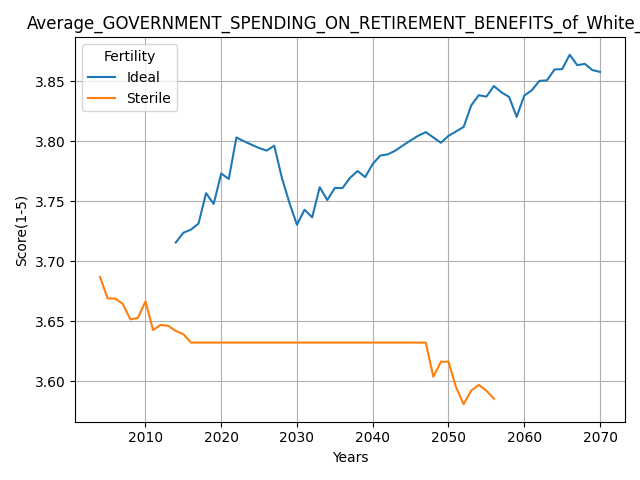 Average_GOVERNMENT_SPENDING_ON_RETIREMENT_BENEFITS_of_White_
Fertility
Ideal
Sterile
Score(1-5)
3.85
3.80
3.75
3.70
3.65
3.60
2010 2020 2030 2040 2050 2060 2070
Years